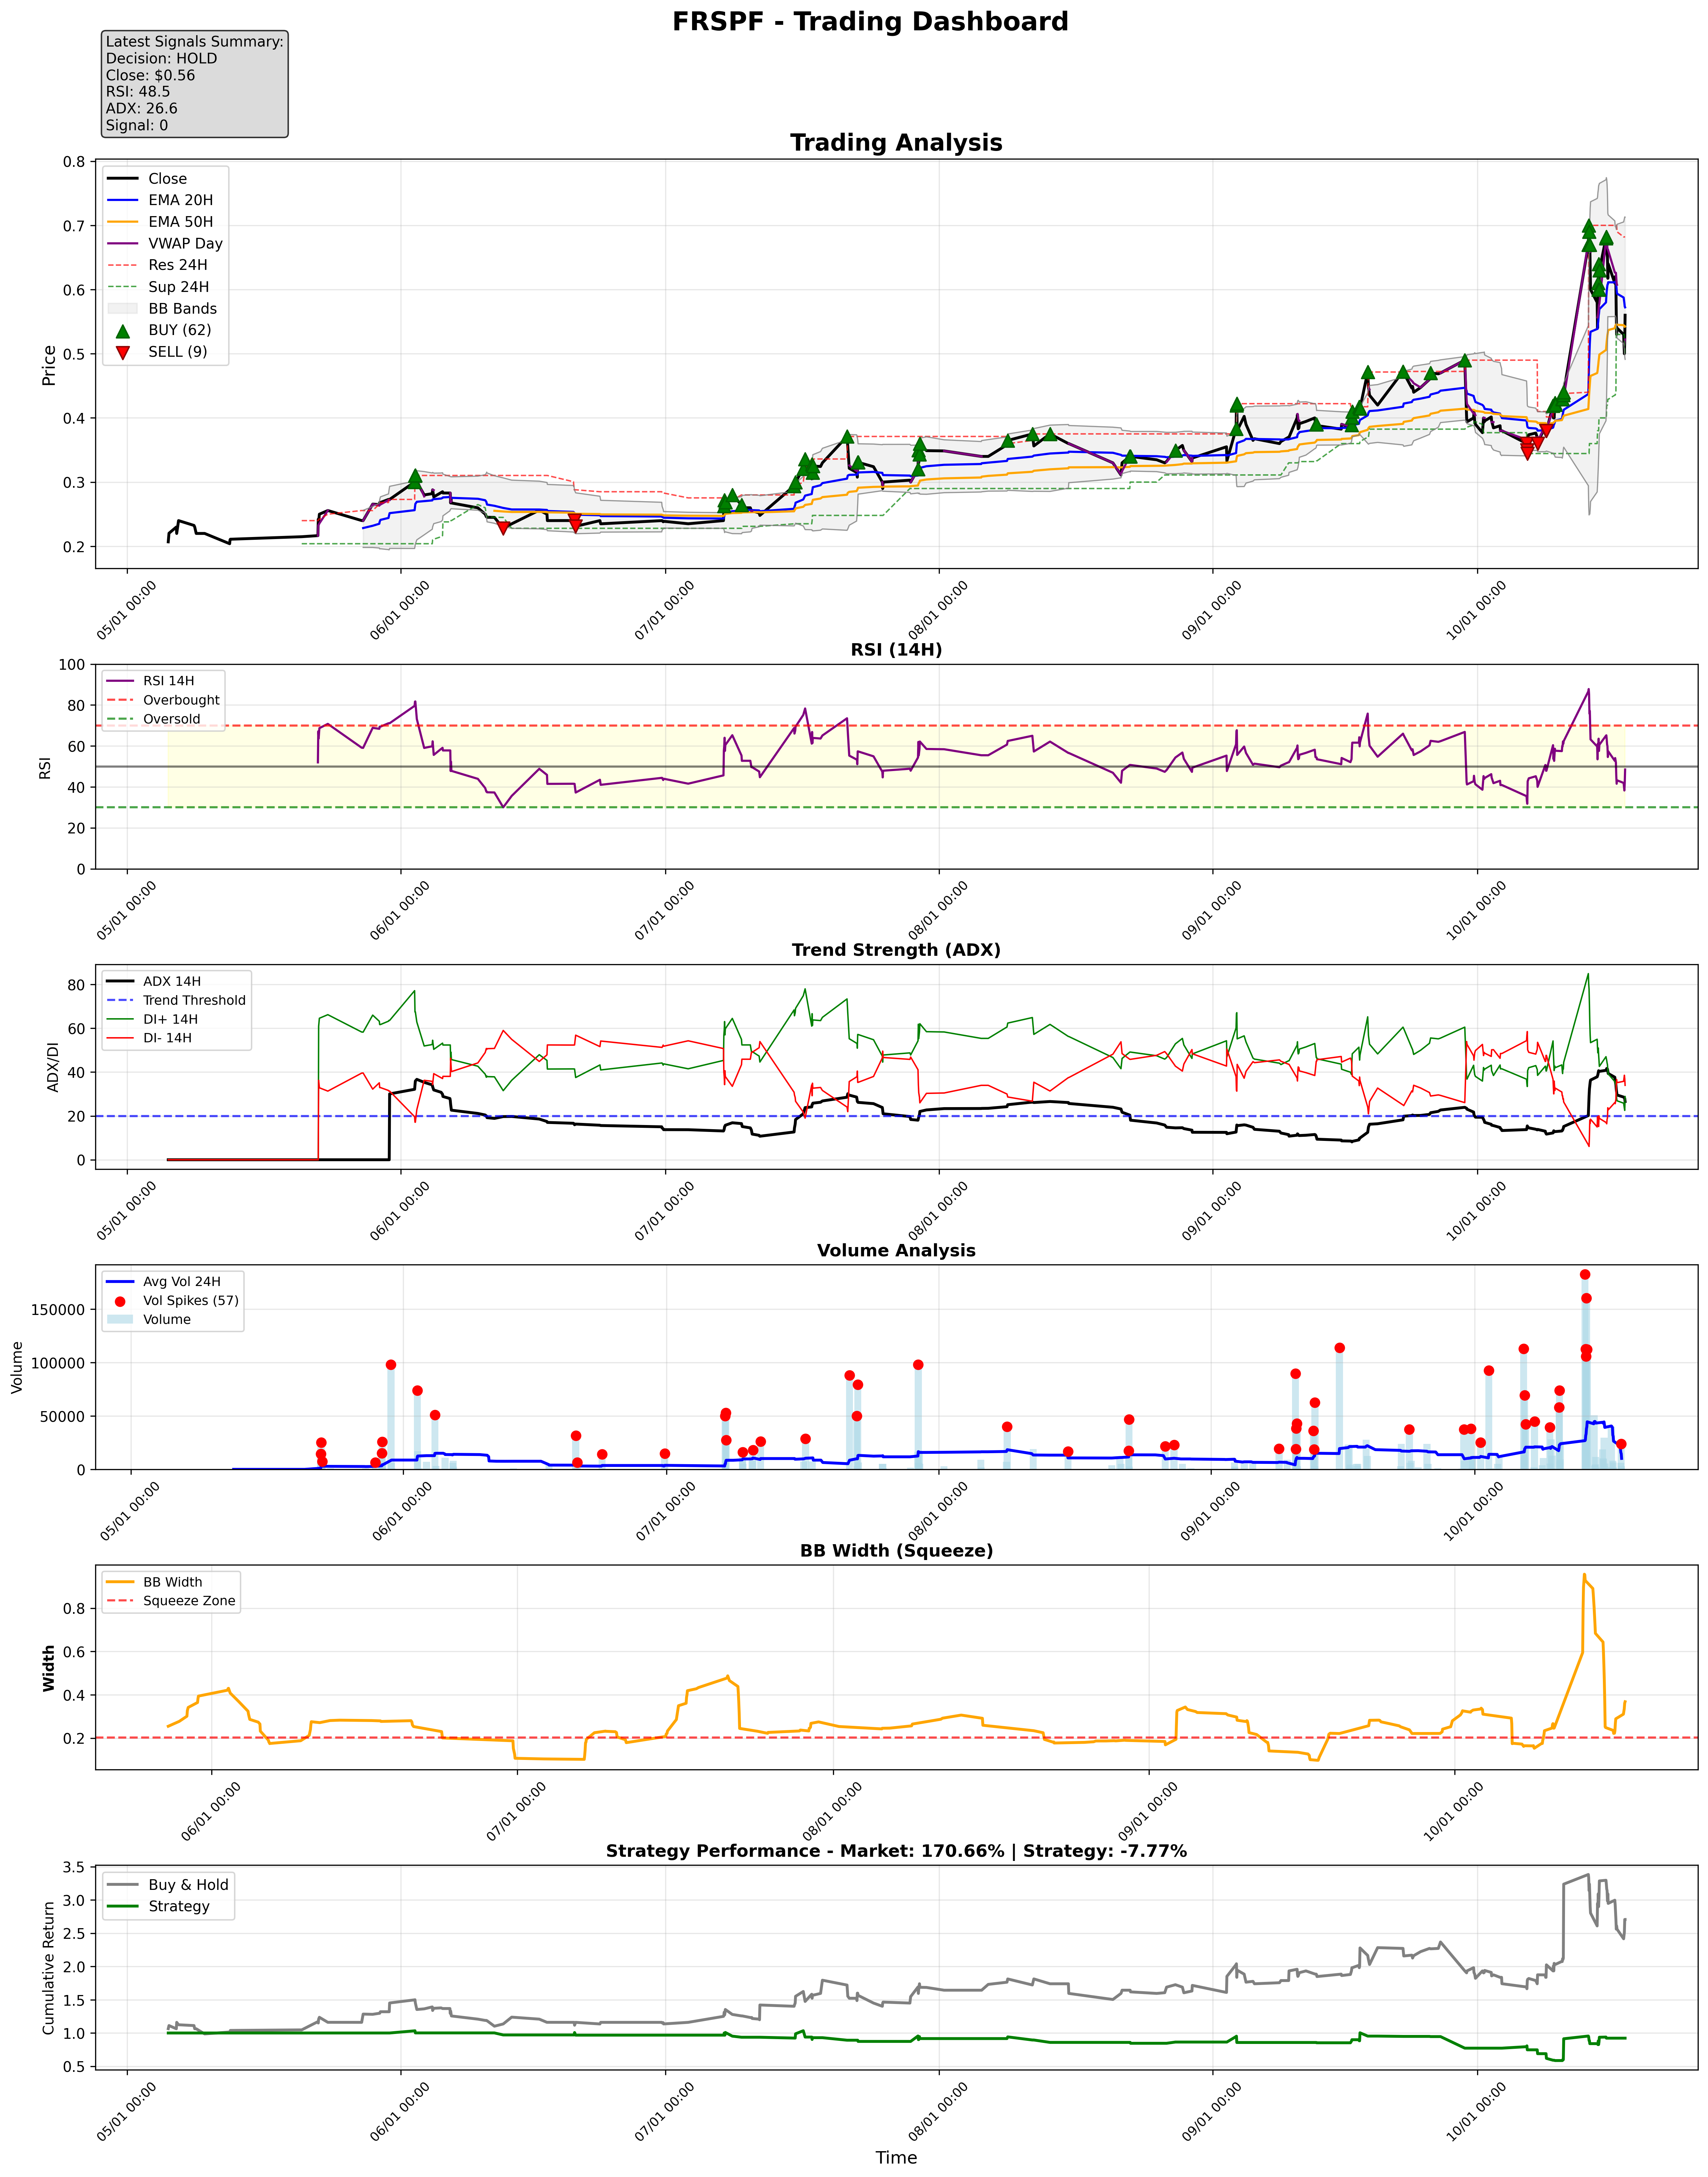 FRSPF - Trading Dashboard
Latest Signals Summary:
Decision: HOLD
Close: $0.56
RSI: 48.5
ADX: 26.6
Signal: 0
Trading Analysis
Price
0.8
0.7
0.6
0.5
0.4
0.3
0.2
Close
EMA 20H
EMA 50H
VWAP Day
Res 24H
Sup 24H
BB Bands
BUY (62)
SELL (9)
05/01 00:00
06/01 00:00
07/01 00:00
08/01 00:00
09/01 00:00
10/01 00:00
RSI (14H)
RSI
100
80
60
40
20
0
RSI 14H
Overbought
Oversold
05/01 00:00
06/01 00:00
07/01 00:00
08/01 00:00
09/01 00:00
10/01 00:00
Trend Strength (ADX)
ADX/DI
80
60
40
20
0
ADX 14H
Trend Threshold
DI+ 14H
DI- 14H
05/01 00:00
06/01 00:00
07/01 00:00
08/01 00:00
09/01 00:00
10/01 00:00
Volume Analysis
Volume
150000
100000
50000
0
Avg Vol 24H
Vol Spikes (57)
Volume
05/01 00:00
06/01 00:00
07/01 00:00
08/01 00:00
09/01 00:00
10/01 00:00
BB Width (Squeeze)
Width
0.8
0.6
0.4
0.2
BB Width
Squeeze Zone
06/01 00:00
07/01 00:00
08/01 00:00
09/01 00:00
10/01 00:00
Strategy Performance - Market: 170.66% | Strategy: -7.77%
Cumulative Return
3.5
3.0
2.5
2.0
1.5
1.0
0.5
Buy & Hold
Strategy
05/01 00:00
06/01 00:00
07/01 00:00
08/01 00:00
09/01 00:00
10/01 00:00
Time